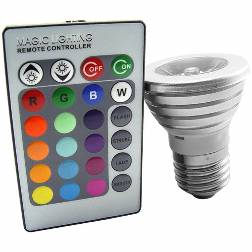 MAGIC LIGHTING
REMOTE CONTROLLER
OFF ON
R G B W
FLASH
STROBE
FADE
SMOOTH